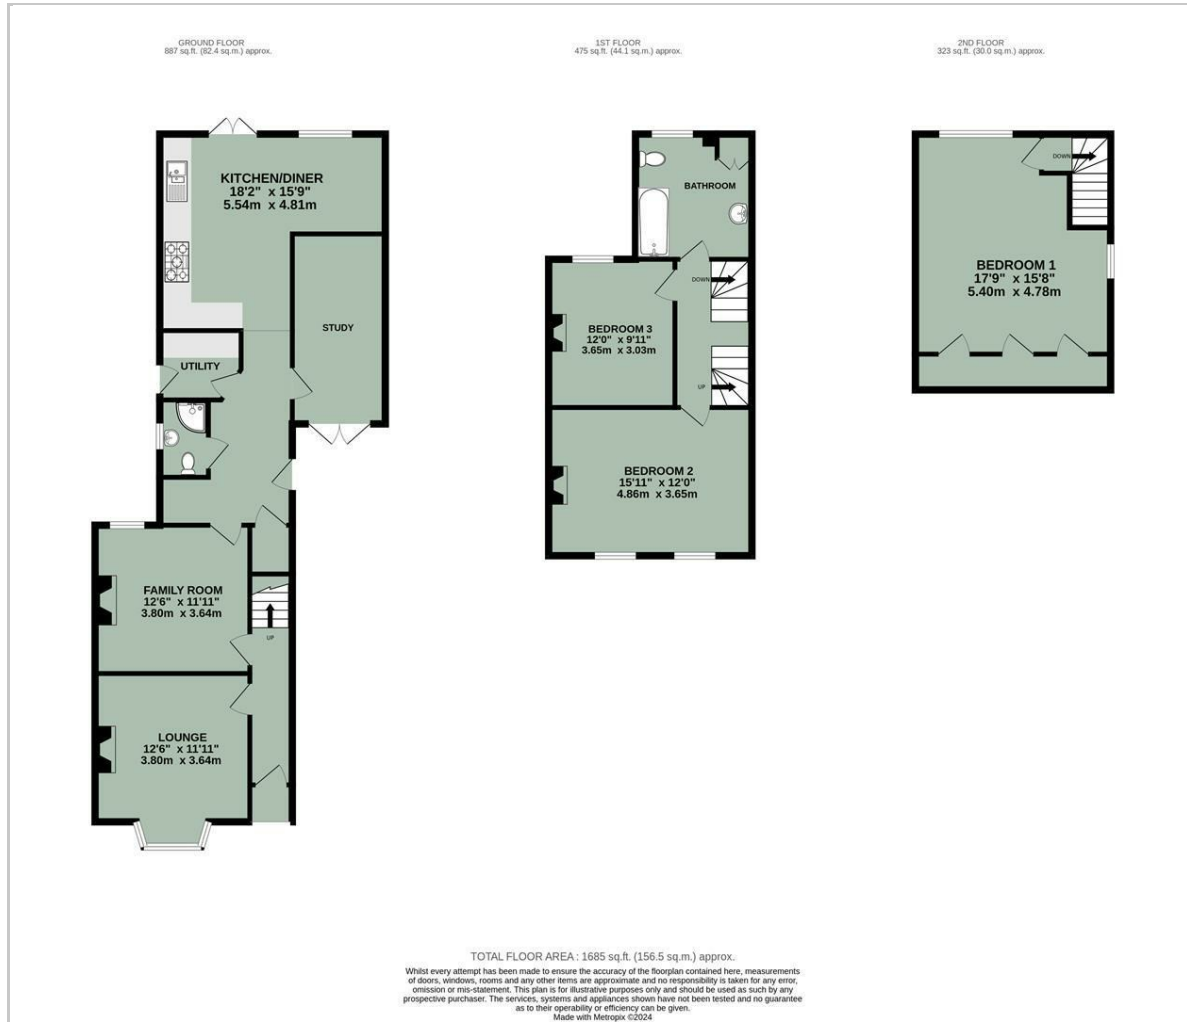 GROUND FLOOR
887 sq.ft. (82.4 sq.m.) approx.
1ST FLOOR
475 sq.ft. (44.1 sq.m.) approx.
2ND FLOOR
323 sq.ft. (30.0 sq.m.) approx.
KITCHEN/DINER
18'2" x 15'9"
5.54m x 4.81m
STUDY
UTILITY
FAMILY ROOM
12'6" x 11'11"
3.80m x 3.64m
UP
LOUNGE
12'6" x 11'11"
3.80m x 3.64m
BATHROOM
DOWN
BEDROOM 3
12'0" x 9'11"
3.65m x 3.03m
UP
BEDROOM 2
15'11" x 12'0"
4.86m x 3.65m
DOWN
BEDROOM 1
17'9" x 15'8"
5.40m x 4.78m
TOTAL FLOOR AREA : 1685 sq.ft. (156.5 sq.m.) approx.
Whilst every attempt has been made to ensure the accuracy of the floorplan contained here, measurements
of doors, windows, rooms and any other items are approximate and no responsibility is taken for any error,
omission or mis-statement. This plan is for illustrative purposes only and should be used as such by any
prospective purchaser. The services, systems and appliances shown have not been tested and no guarantee
as to their operability or efficiency can be given.
Made with Metropix ©2024